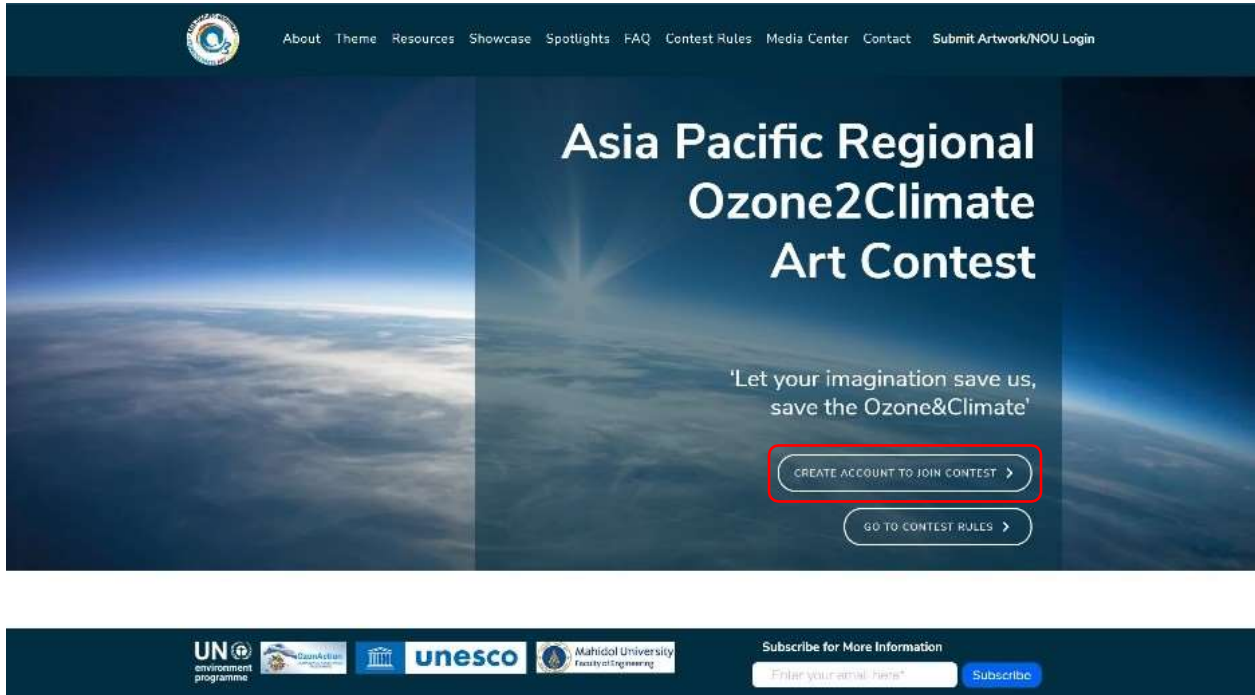 About Theme Resources Showcase Spotlights FAQ Contest Rules Media Center Contact Submit Artwork/NOU Login
Asia Pacific Regional
Ozone2Climate
Art Contest
'Let your imagination save us,
save the Ozone&Climate'
CREATE ACCOUNT TO JOIN CONTEST >
GO TO CONTEST RULES >
UN
environment
programme
OzonAction
unesco
Mahidol University
Faculty of Engineering
Subscribe for More Information
Enter your email here*
Subscribe